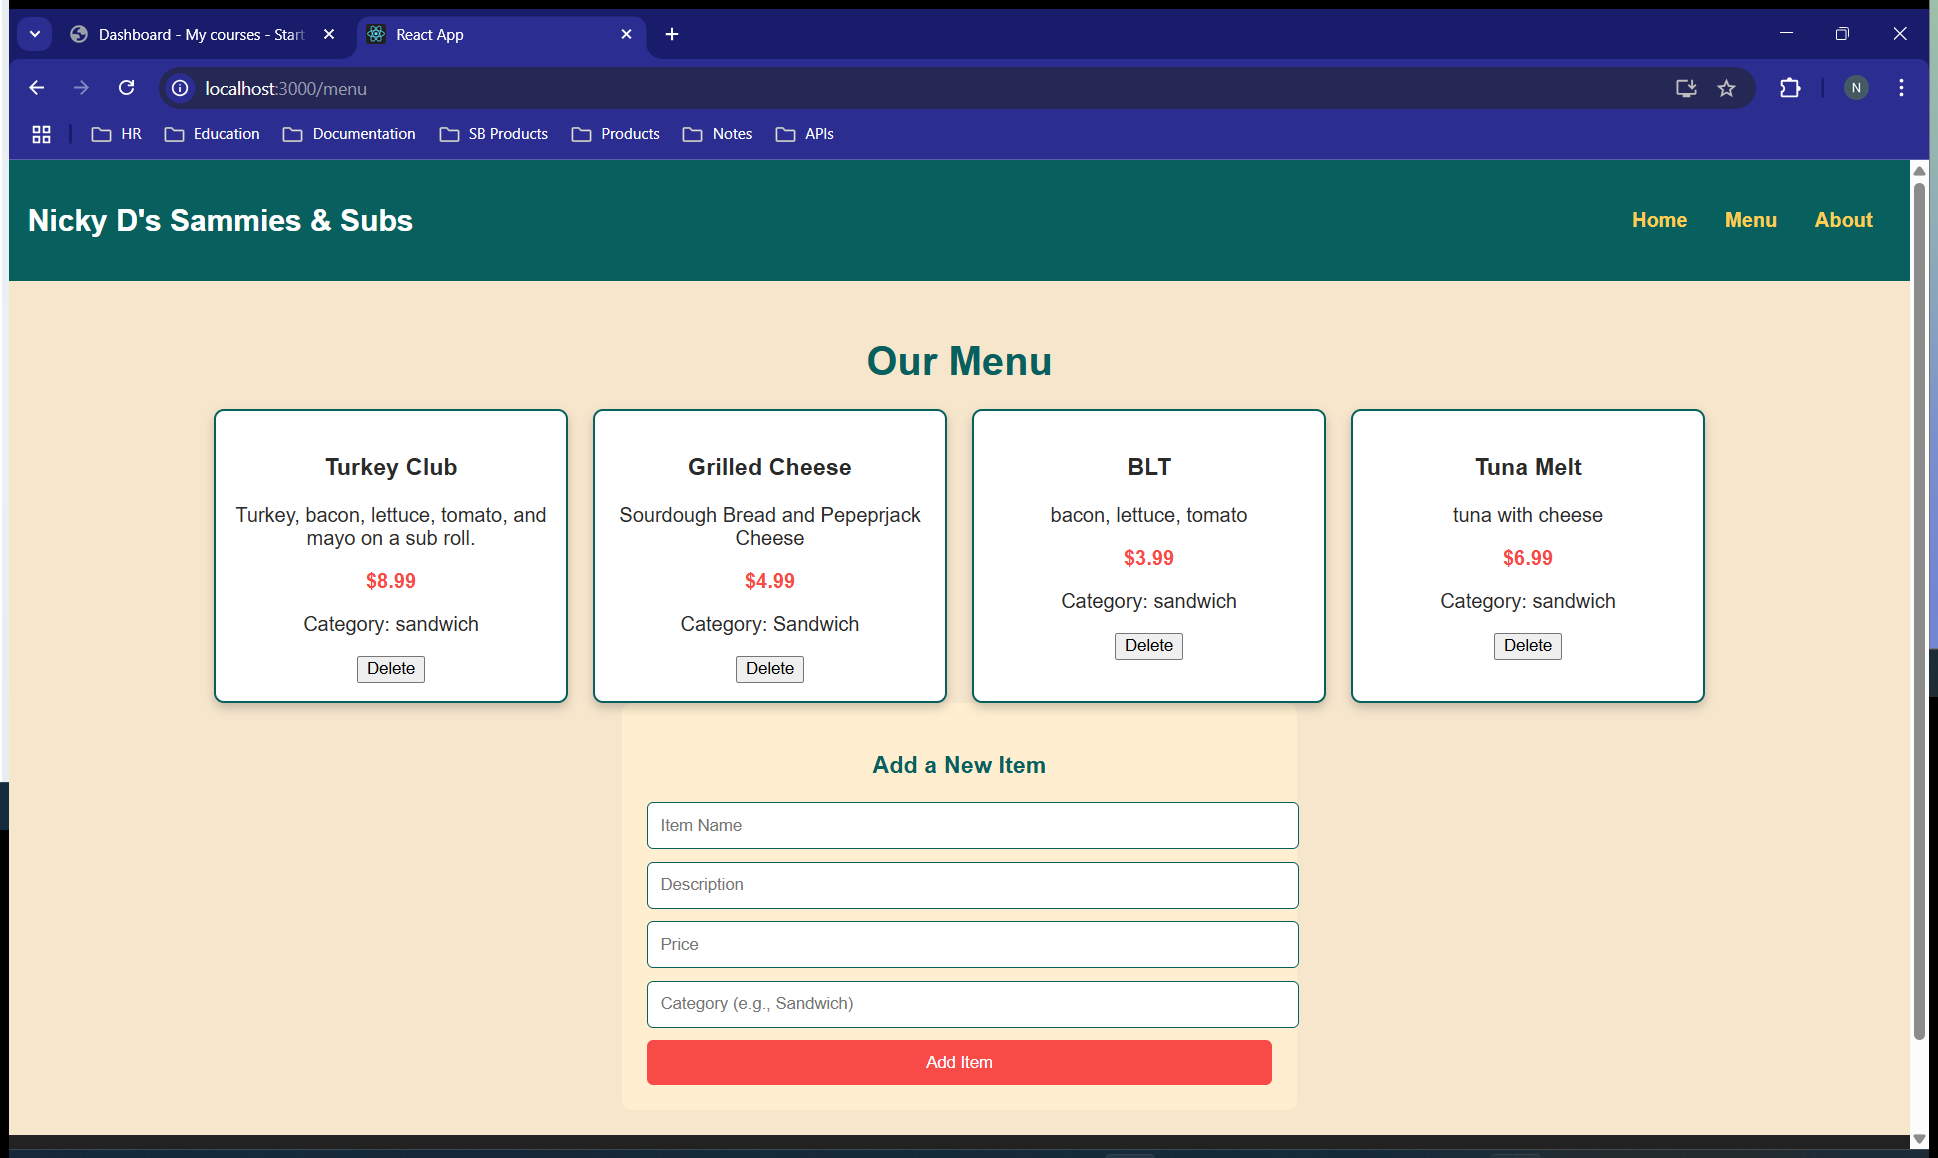 Dashboard - My courses - Start
React App
localhost:3000/menu
N
HR
Education
Documentation
SB Products
Products
Notes
APIs
Nicky D's Sammies & Subs
Home
Menu
About
Our Menu
Turkey Club
Turkey, bacon, lettuce, tomato, and
mayo on a sub roll.
$8.99
Category: sandwich
Delete
Grilled Cheese
Sourdough Bread and Pepeprjack
Cheese
$4.99
Category: Sandwich
Delete
BLT
bacon, lettuce, tomato
$3.99
Category: sandwich
Delete
Tuna Melt
tuna with cheese
$6.99
Category: sandwich
Delete
Add a New Item
Item Name
Description
Price
Category (e.g., Sandwich)
Add Item